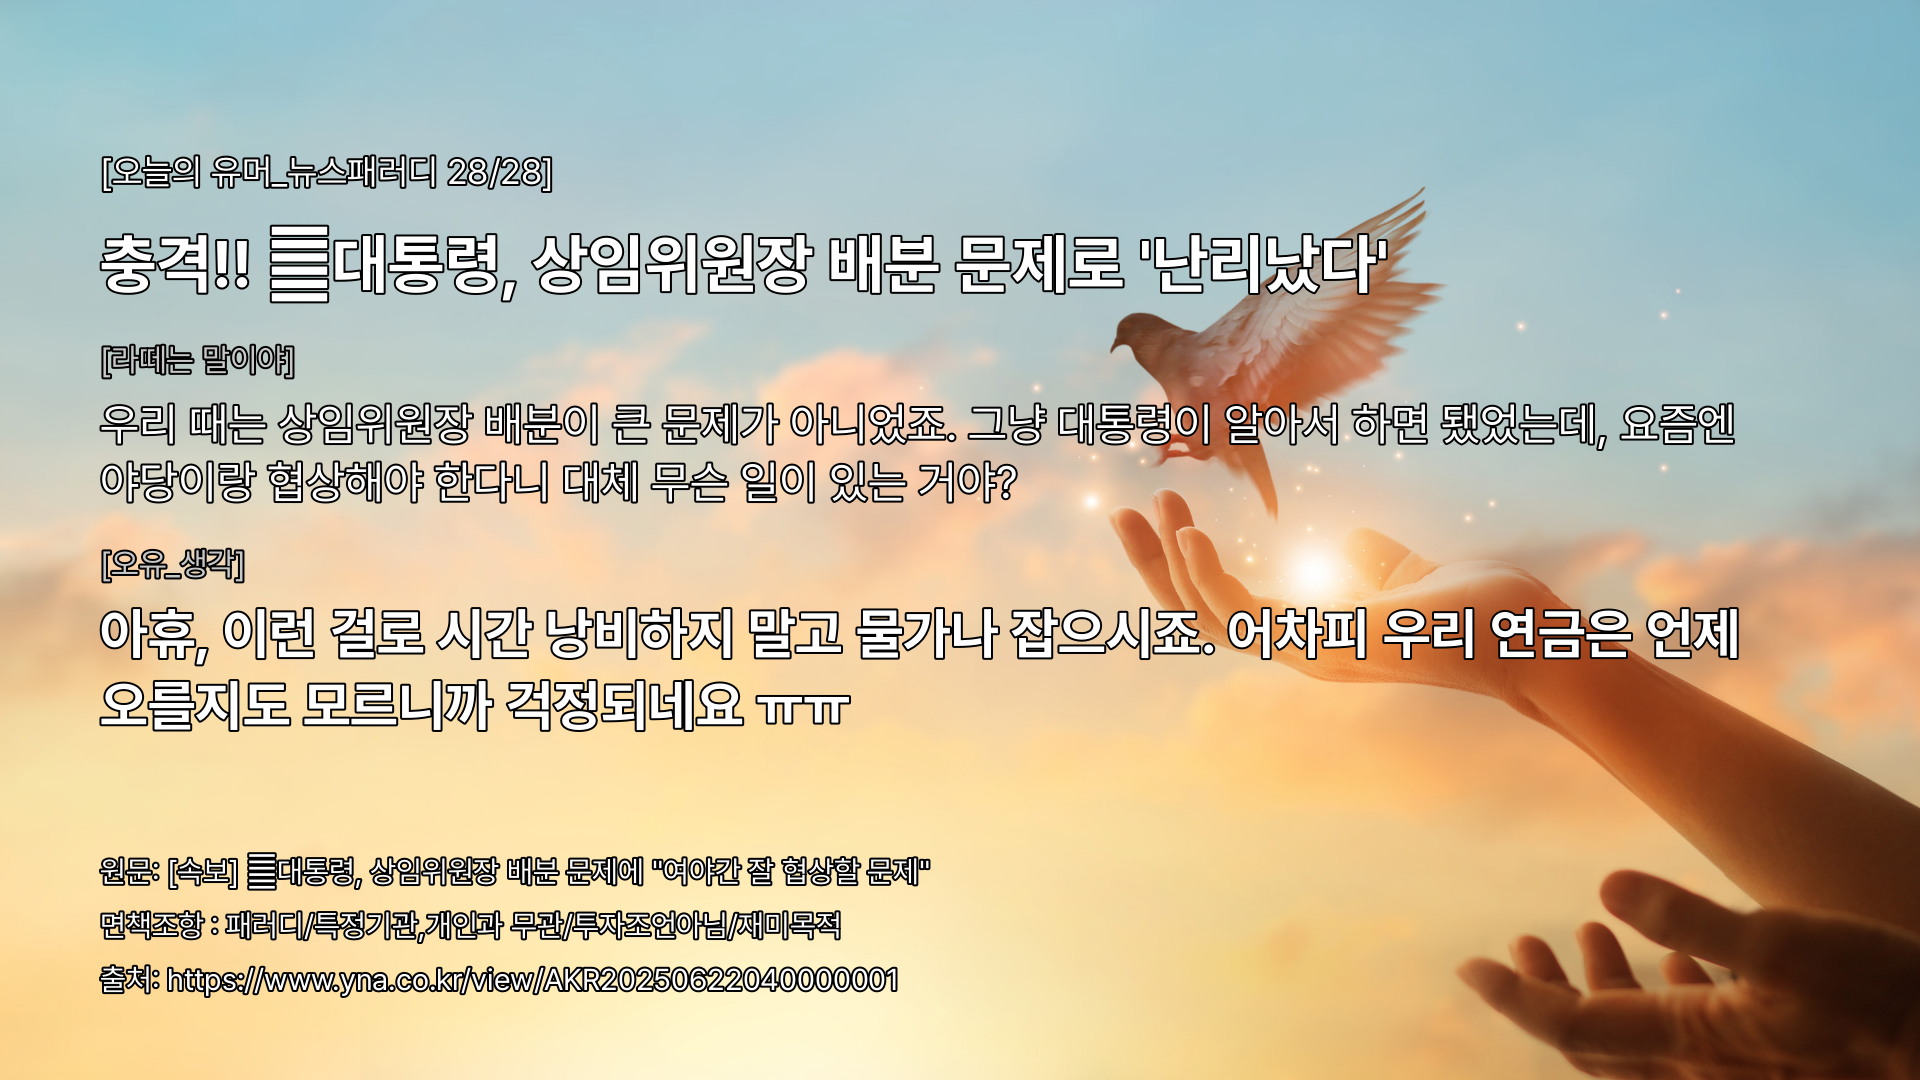 [오늘의 유머_뉴스패러디 28/28]
충격!! 대통령, 상임위원장 배분 문제로 '난리났다'
[라떼는 말이야]
우리 때는 상임위원장 배분이 큰 문제가 아니었죠. 그냥 대통령이 알아서 하면 됐었는데, 요즘엔
야당이랑 협상해야 한다니 대체 무슨 일이 있는 거야?
[오유_생각]
아휴, 이런 걸로 시간 낭비하지 말고 물가나 잡으시죠. 어차피 우리 연금은 언제
오를지도 모르니까 걱정되네요 ㅠㅠ
원문: [속보] 대통령, 상임위원장 배분 문제에 "여야간 잘 협상할 문제"
면책조항 : 패러디/특정기관,개인과 무관/투자조언아님/재미목적
출처: https://www.yna.co.kr/view/AKR20250622040000001